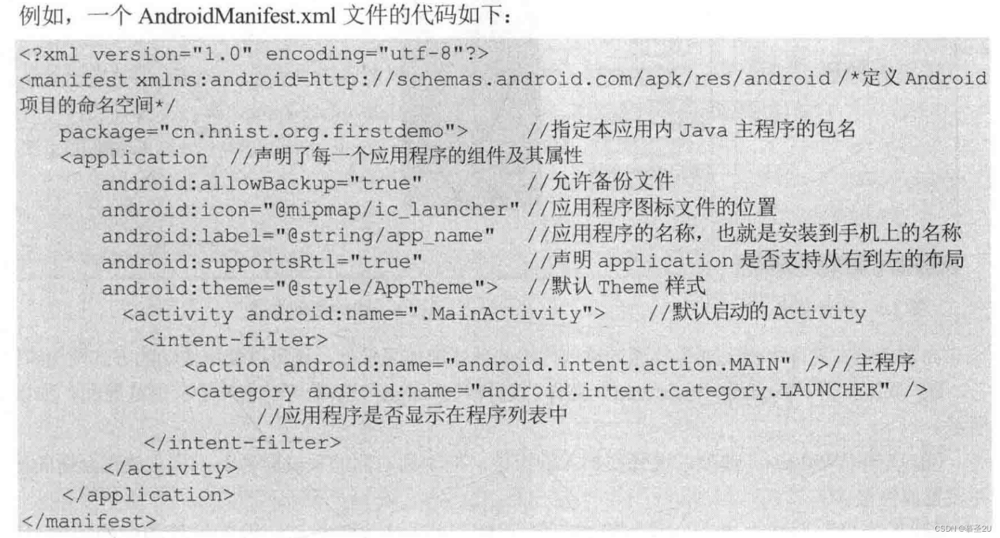 例如，一个 AndroidManifest.xml 文件的代码如下：
<?xml version="1.0" encoding="utf-8"?>
<manifest xmlns:android=http://schemas.android.com/apk/res/android /*定义 Android
项目的命名空间*/
package="cn.hnist.org.firstdemo"> //指定本应用内 Java 主程序的包名
<application //声明了每一个应用程序的组件及其属性
android:allowBackup="true" //允许备份文件
android:icon="@mipmap/ic_launcher" //应用程序图标文件的位置
android:label="@string/app_name" //应用程序的名称，也就是安装到手机上的名称
android:supportsRtl="true" //声明 application 是否支持从右到左的布局
android:theme="@style/AppTheme"> //默认 Theme 样式
<activity android:name=".MainActivity"> //默认启动的 Activity
<intent-filter>
<action android:name="android.intent.action.MAIN" />//主程序
<category android:name="android.intent.category.LAUNCHER" />
//应用程序是否显示在程序列表中
</intent-filter>
</activity>
</application>
</manifest>
CSDN @慕圣2U